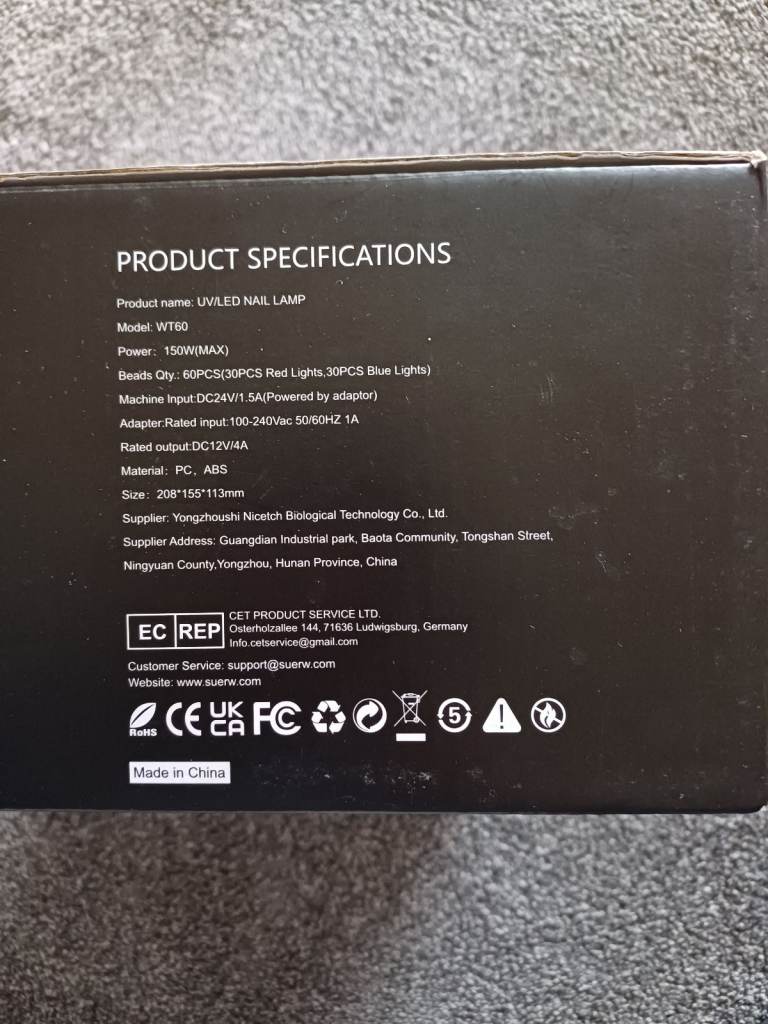 PRODUCT SPECIFICATIONS
Product name: UV/LED NAIL LAMP
Model: WT60
Power：150W(MAX)
Beads Qty.: 60PCS(30PCS Red Lights,30PCS Blue Lights)
Machine Input:DC24V/1.5A(Powered by adaptor)
Adapter:Rated input:100-240Vac 50/60HZ 1A
Rated output:DC12V/4A
Material：PC、ABS
Size：208*155*113mm
Supplier: Yongzhoushi Nicetch Biological Technology Co., Ltd.
Supplier Address: Guangdian Industrial park, Baota Community, Tongshan Street,
Ningyuan County,Yongzhou, Hunan Province, China
EC REP
CET PRODUCT SERVICE LTD.
Osterholzallee 144, 71636 Ludwigsburg, Germany
Info.cetservice@gmail.com
Customer Service: support@suerw.com
Website: www.suerw.com
RoHS CE UK CA FC 5
Made in China